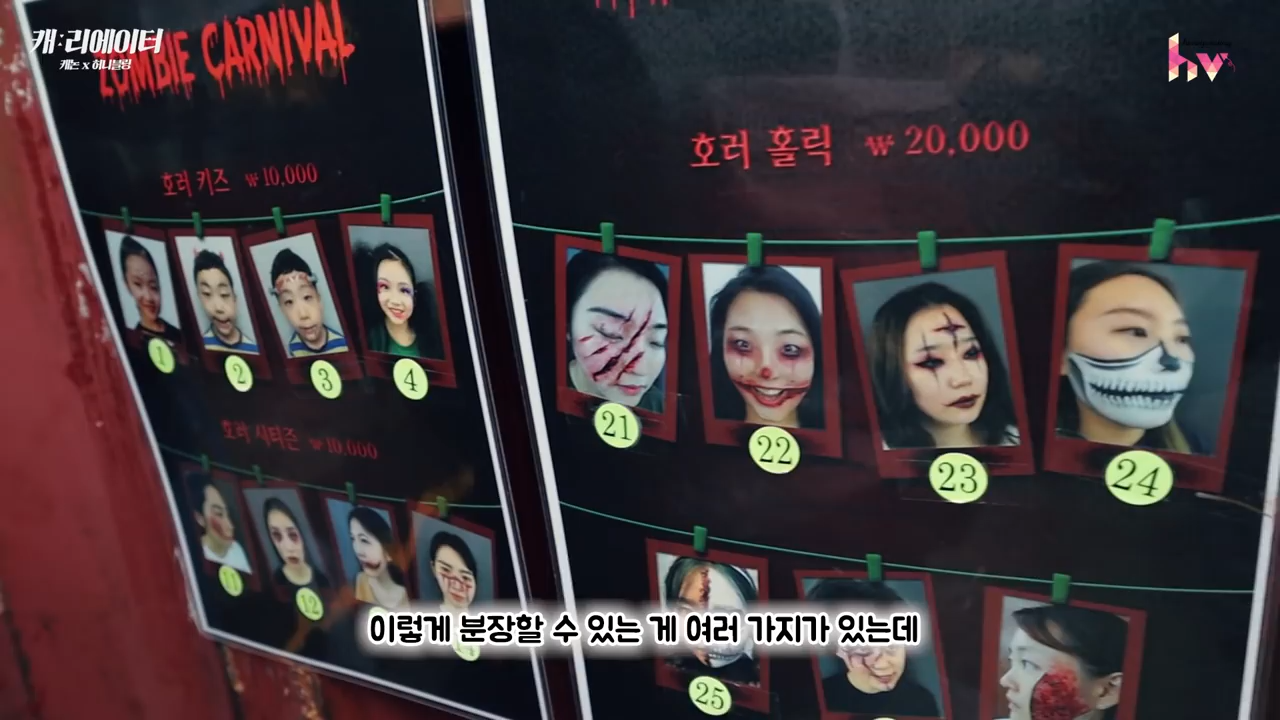 캐:리에이터
캐논 x 허니블링
hv
ZOMBIE CARNIVAL
호러 키즈 ₩10,000
1
2
3
4
호러 시티즌 ₩10,000
11
12
14
호러 홀릭 ₩20,000
21
22
23
24
25
이렇게 분장할 수 있는 게 여러 가지가 있는데